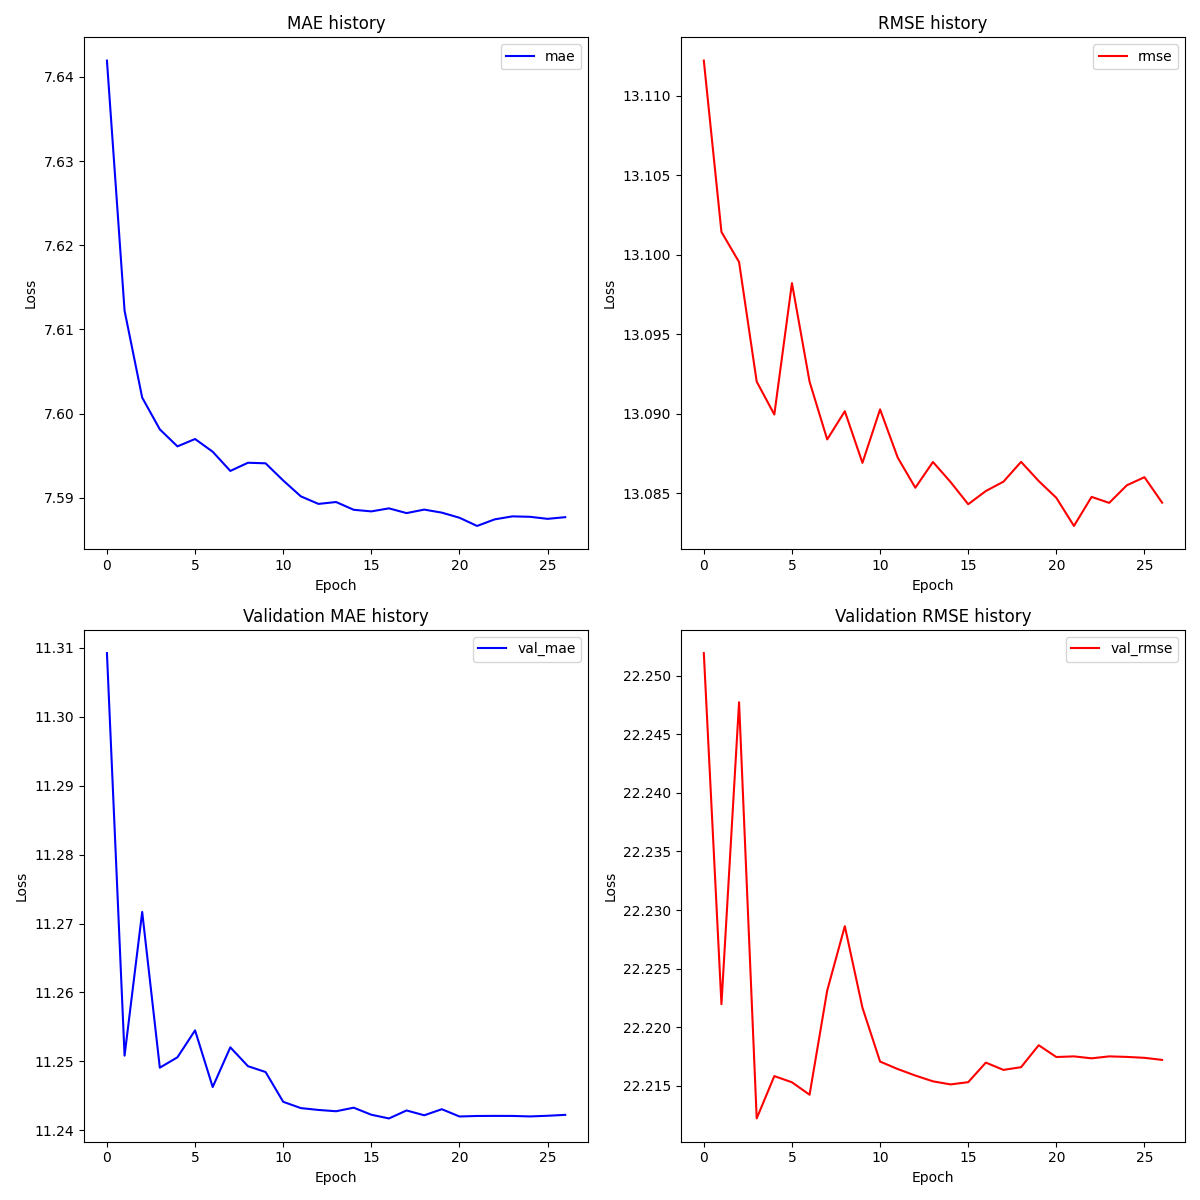 MAE history
mae
7.64
7.63
7.62
7.61
7.60
7.59
Loss
0 5 10 15 20 25
Epoch
RMSE history
rmse
13.110
13.105
13.100
13.095
13.090
13.085
Loss
0 5 10 15 20 25
Epoch
Validation MAE history
val_mae
11.31
11.30
11.29
11.28
11.27
11.26
11.25
11.24
Loss
0 5 10 15 20 25
Epoch
Validation RMSE history
val_rmse
22.250
22.245
22.240
22.235
22.230
22.225
22.220
22.215
Loss
0 5 10 15 20 25
Epoch